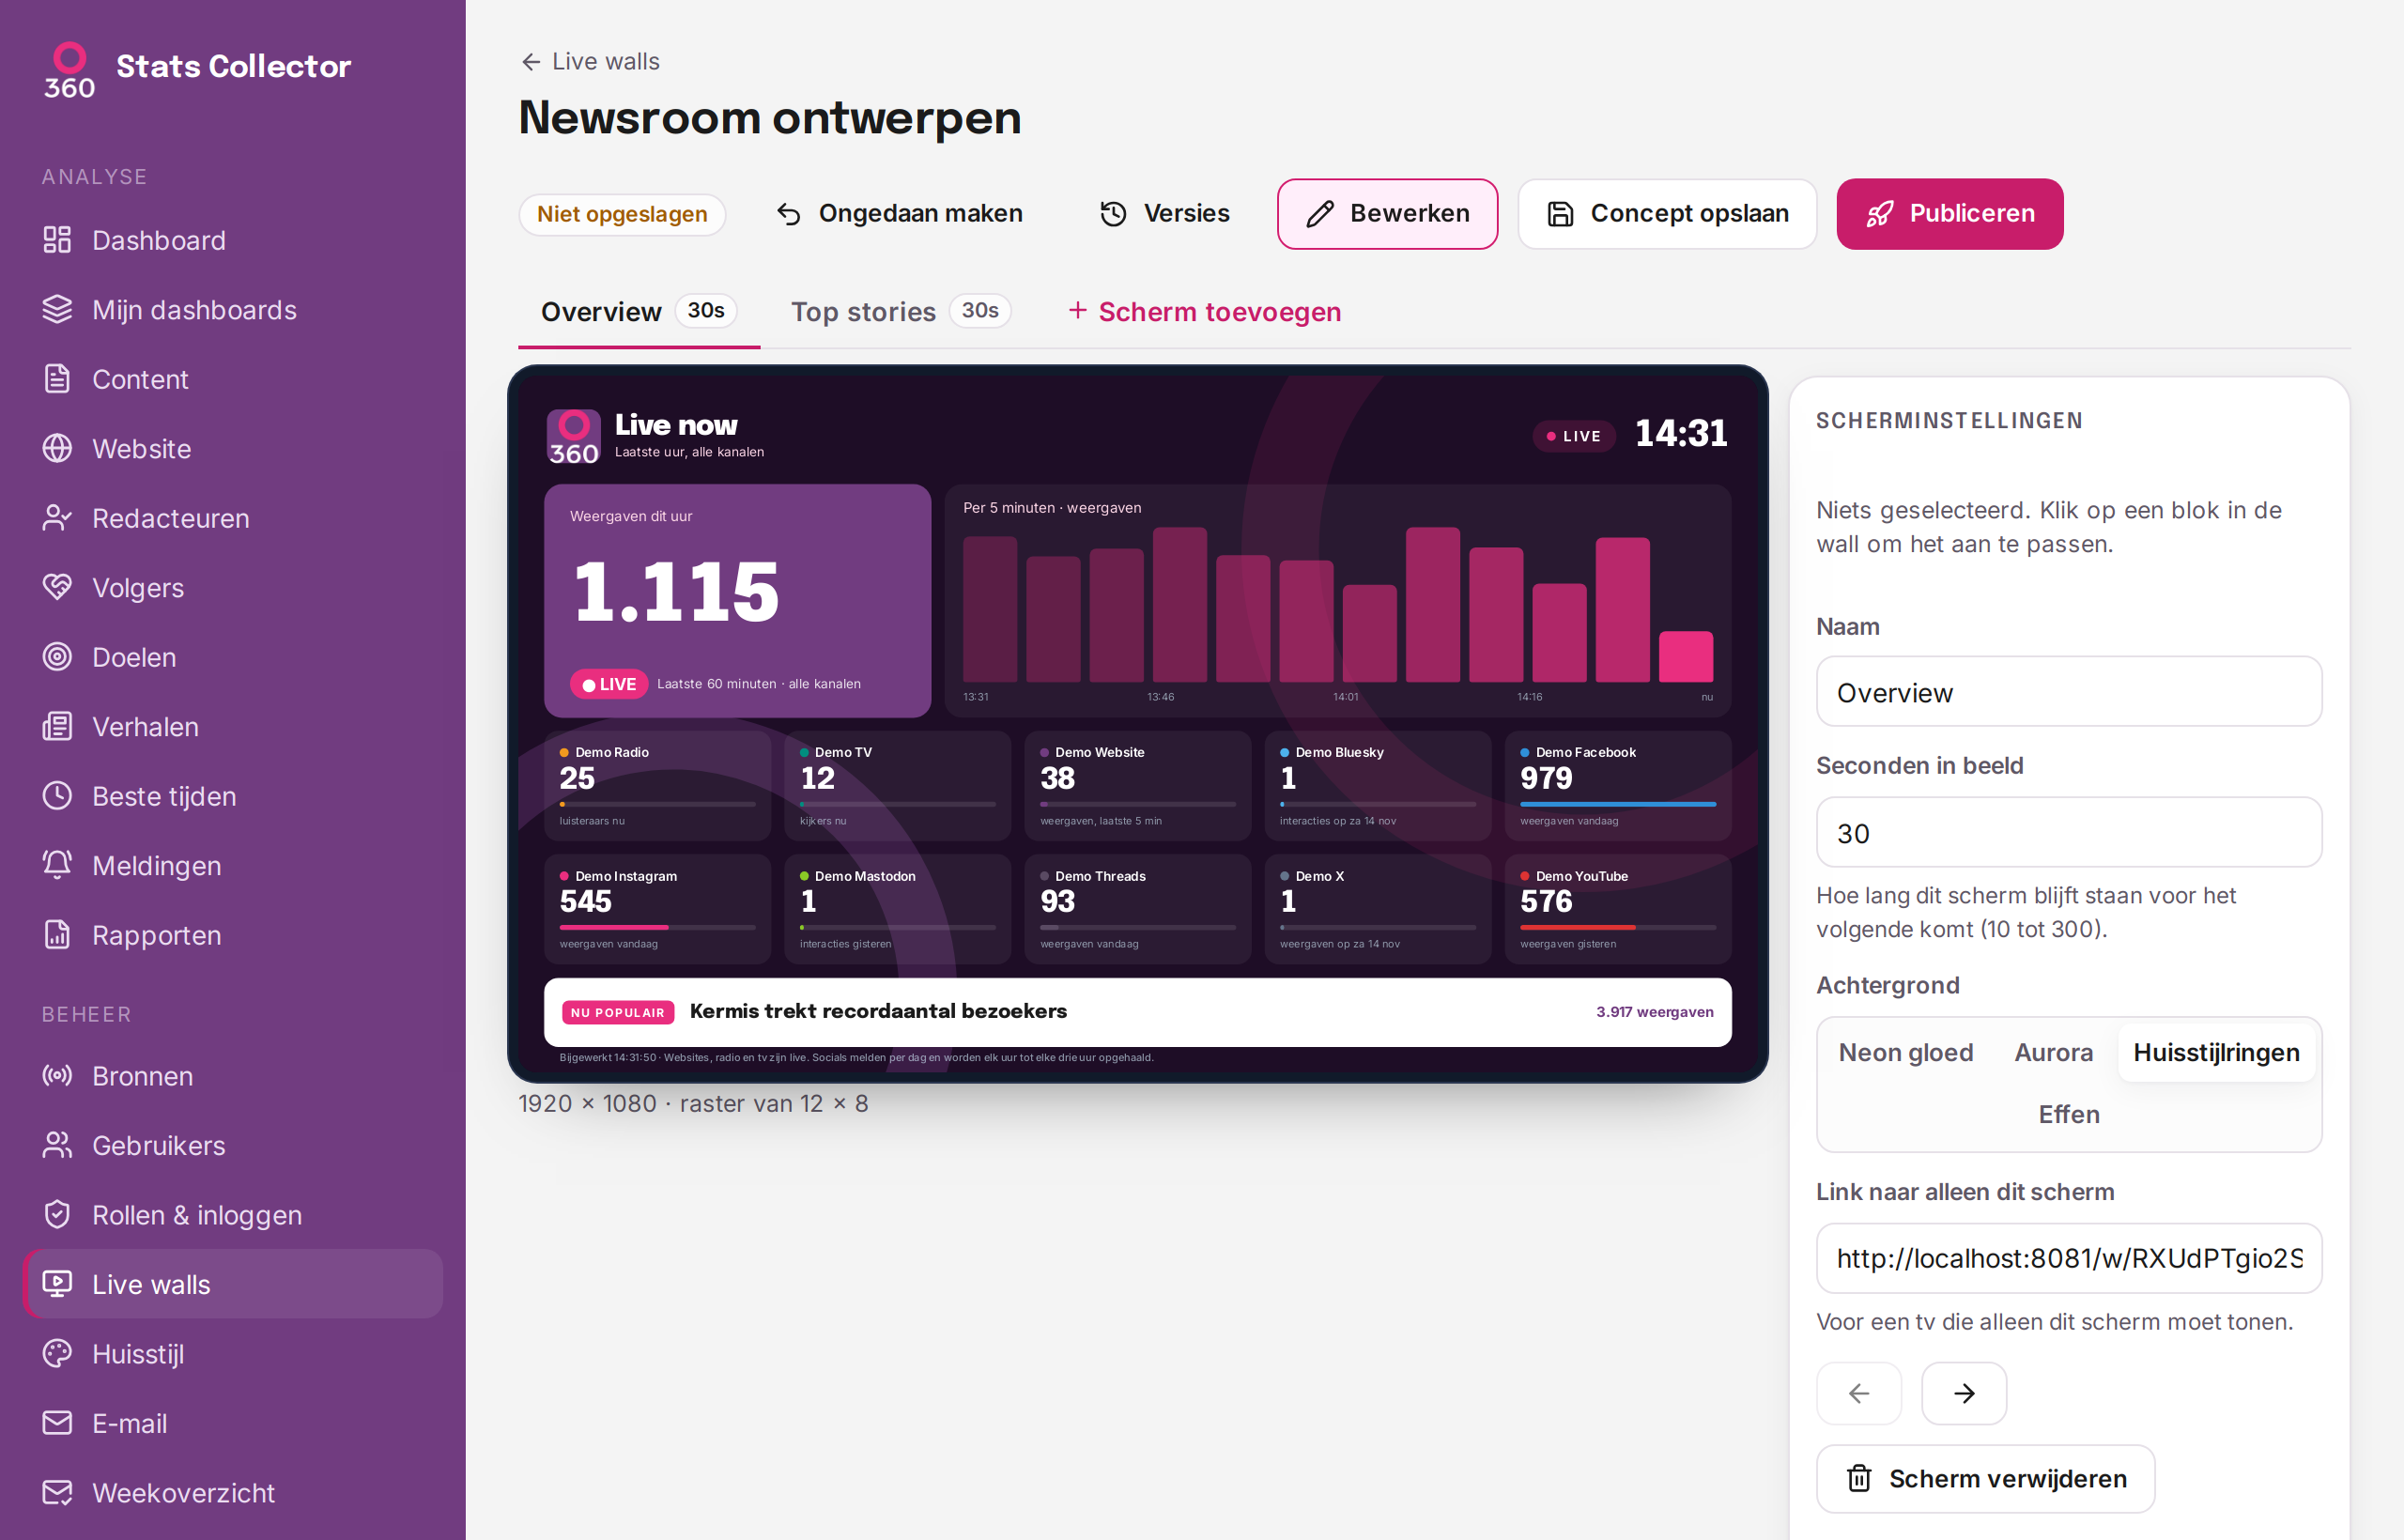 360
Stats Collector
ANALYSE
Dashboard
Mijn dashboards
Content
Website
Redacteuren
Volgers
Doelen
Verhalen
Beste tijden
Meldingen
Rapporten
BEHEER
Bronnen
Gebruikers
Rollen & inloggen
Live walls
Huisstijl
E-mail
Weekoverzicht
← Live walls
Newsroom ontwerpen
Niet opgeslagen
Ongedaan maken
Versies
Bewerken
Concept opslaan
Publiceren
Overview 30s
Top stories 30s
+ Scherm toevoegen
360
Live now
Laatste uur, alle kanalen
LIVE 14:31
Weergaven dit uur
1.115
LIVE Laatste 60 minuten · alle kanalen
Per 5 minuten · weergaven
13:31 13:46 14:01 14:16 nu
Demo Radio
25
luisteraars nu
Demo TV
12
kijkers nu
Demo Website
38
weergaven, laatste 5 min
Demo Bluesky
1
interacties op za 14 nov
Demo Facebook
979
weergaven vandaag
Demo Instagram
545
weergaven vandaag
Demo Mastodon
1
interacties gisteren
Demo Threads
93
weergaven vandaag
Demo X
1
weergaven op za 14 nov
Demo YouTube
576
weergaven gisteren
NU POPULAIR Kermis trekt recordaantal bezoekers 3.917 weergaven
Bijgewerkt 14:31:50 · Websites, radio en tv zijn live. Socials melden per dag en worden elk uur tot elke drie uur opgehaald.
1920 × 1080 · raster van 12 × 8
SCHERMINSTELLINGEN
Niets geselecteerd. Klik op een blok in de
wall om het aan te passen.
Naam
Overview
Seconden in beeld
30
Hoe lang dit scherm blijft staan voor het
volgende komt (10 tot 300).
Achtergrond
Neon gloed Aurora Huisstijlringen
Effen
Link naar alleen dit scherm
http://localhost:8081/w/RXUdPTgio2S
Voor een tv die alleen dit scherm moet tonen.
Scherm verwijderen